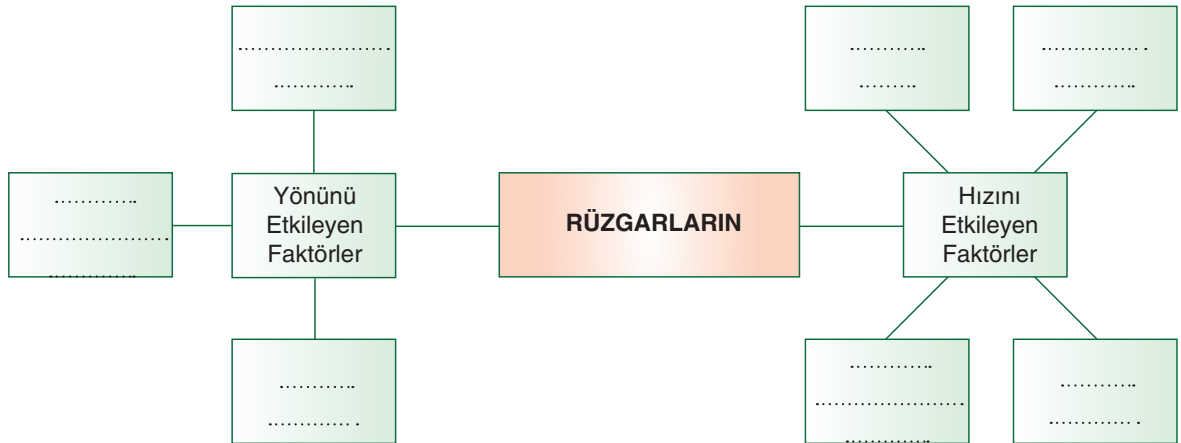 Yönünü
Etkileyen
Faktörler
RÜZGARLARIN
Hızını
Etkileyen
Faktörler